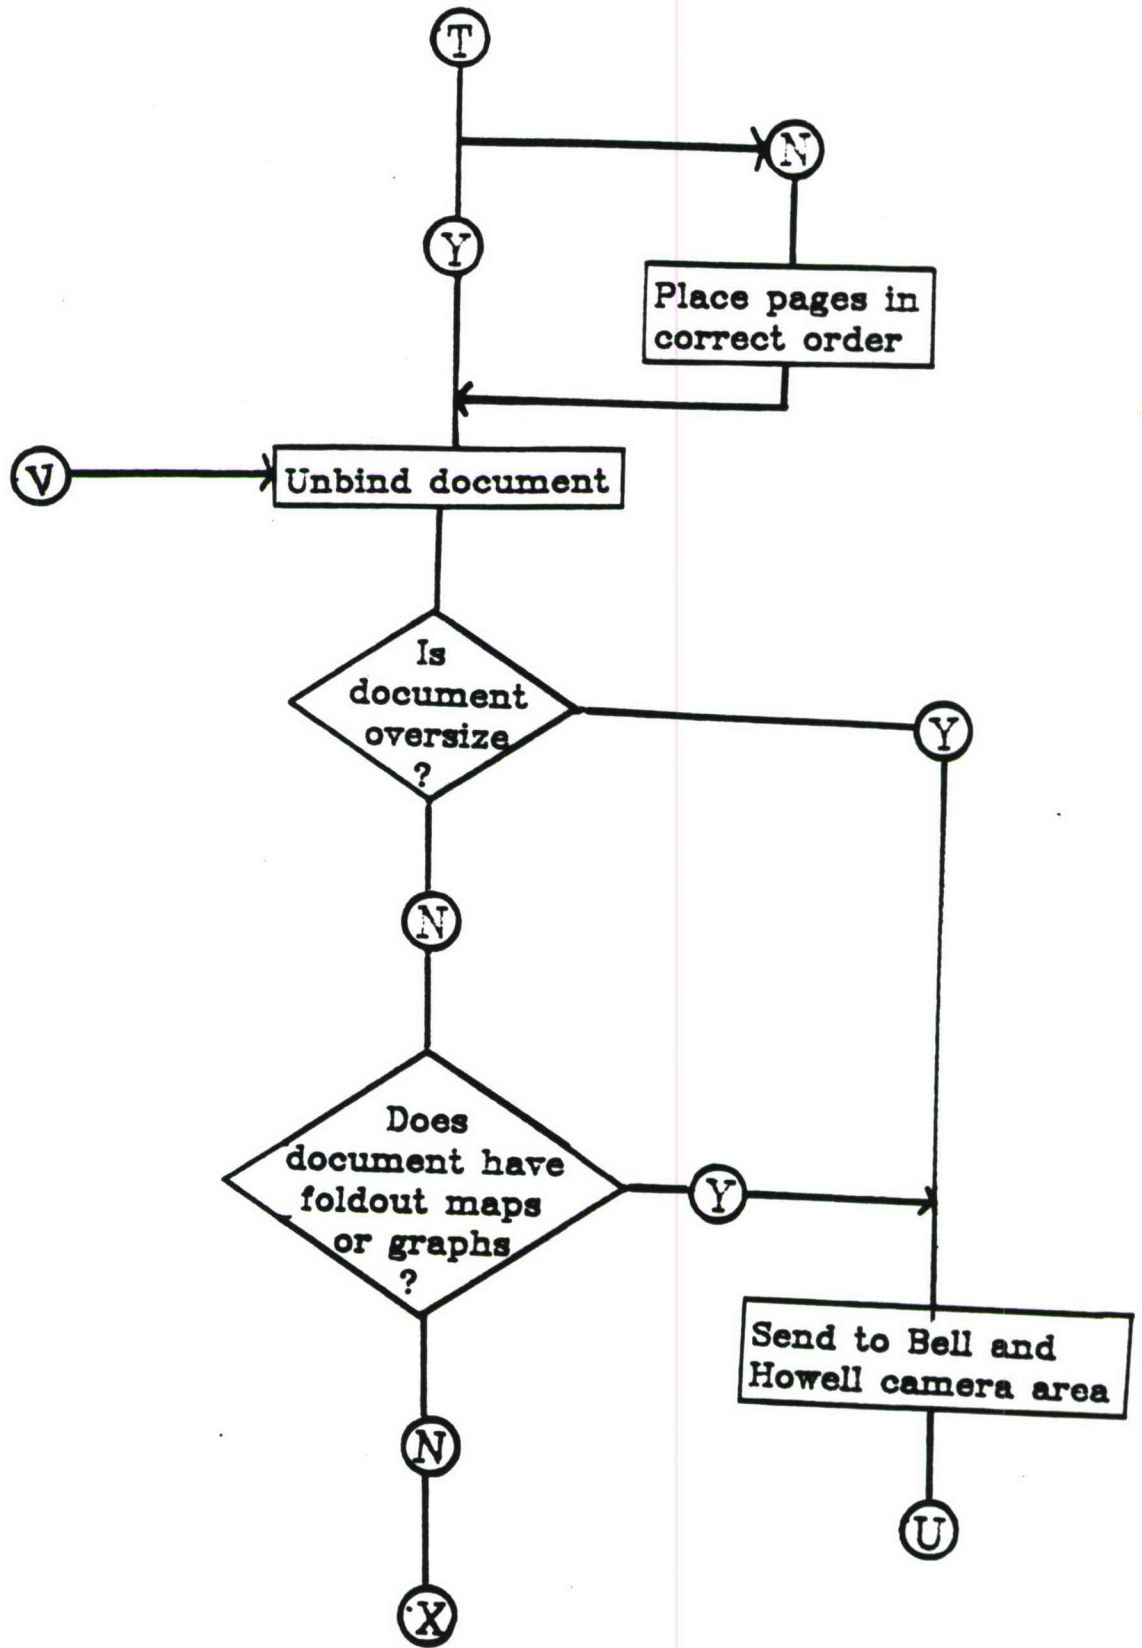 T
N
Y
Place pages in
correct order
V
Unbind document
Is
document
oversize
?
Y
N
Does
document have
foldout maps
or graphs
?
Y
Send to Bell and
Howell camera area
N
U
X